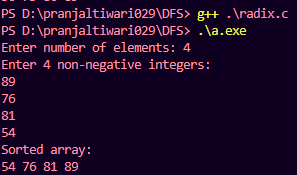 PS D:\pranjaltiwari029\DFS> g++ .\radix.c
PS D:\pranjaltiwari029\DFS> .\a.exe
Enter number of elements: 4
Enter 4 non-negative integers:
89
76
81
54
Sorted array:
54 76 81 89